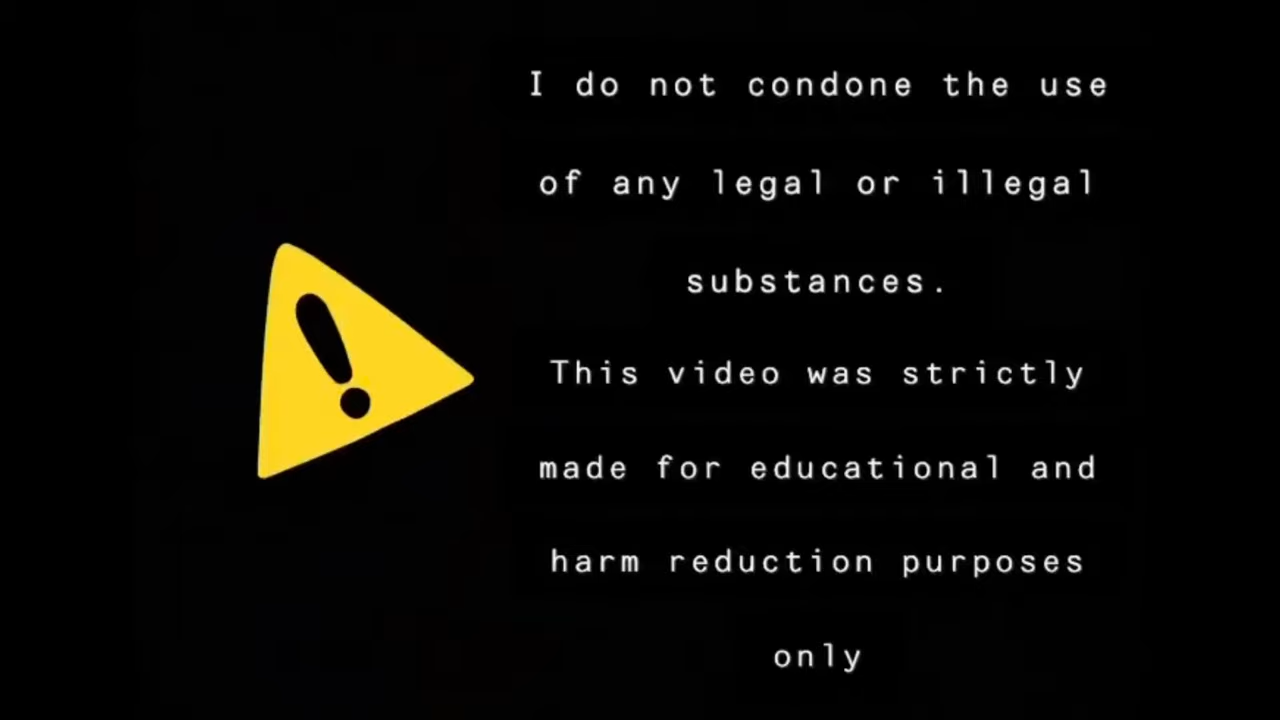 I do not condone the use
of any legal or illegal
substances.
This video was strictly
made for educational and
harm reduction purposes
only